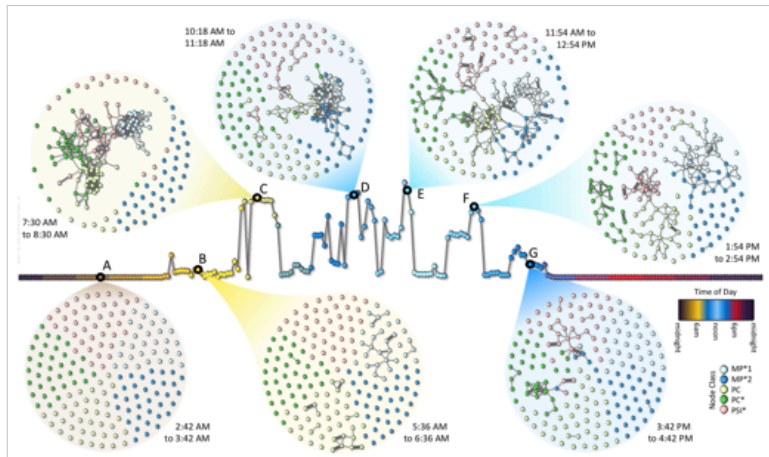 10:18 AM to
11:18 AM
11:54 AM to
12:54 PM
7:30 AM
to 8:30 AM
C
D
E
F
1:54 PM
to 2:54 PM
A
B
G
Time of Day
midnight
6am
noon
6pm
midnight
Node Class
MP*1
MP*2
PC
PC*
PSI*
2:42 AM
to 3:42 AM
5:36 AM
to 6:36 AM
3:42 PM
to 4:42 PM